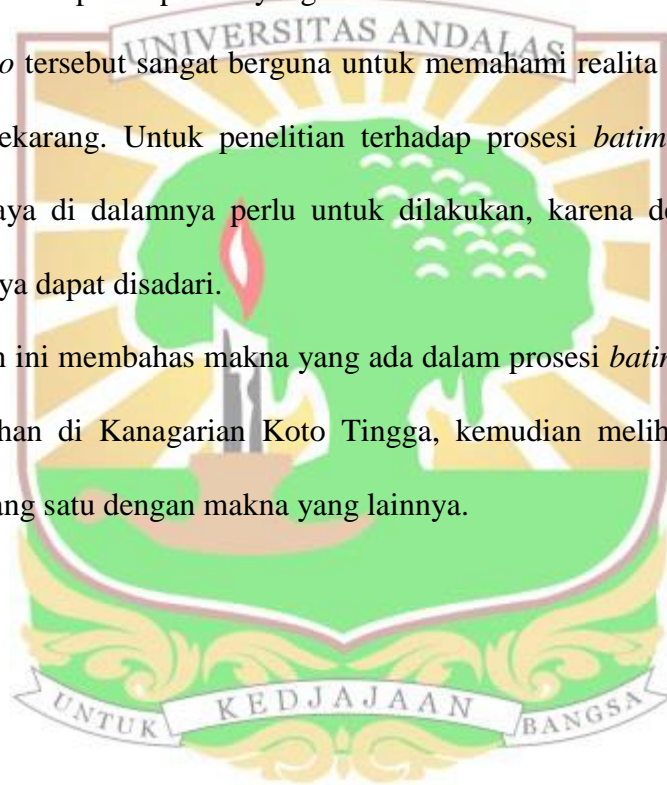 UNIVERSITAS ANDALAS
tersebut sangat berguna untuk memahami realita
ekarang. Untuk penelitian terhadap prosesi batim
aya di dalamnya perlu untuk dilakukan, karena de
ya dapat disadari.
n ini membahas makna yang ada dalam prosesi batin
han di Kanagarian Koto Tingga, kemudian melih
ang satu dengan makna yang lainnya.
UNTUK KEDJAJAAN BANGSA